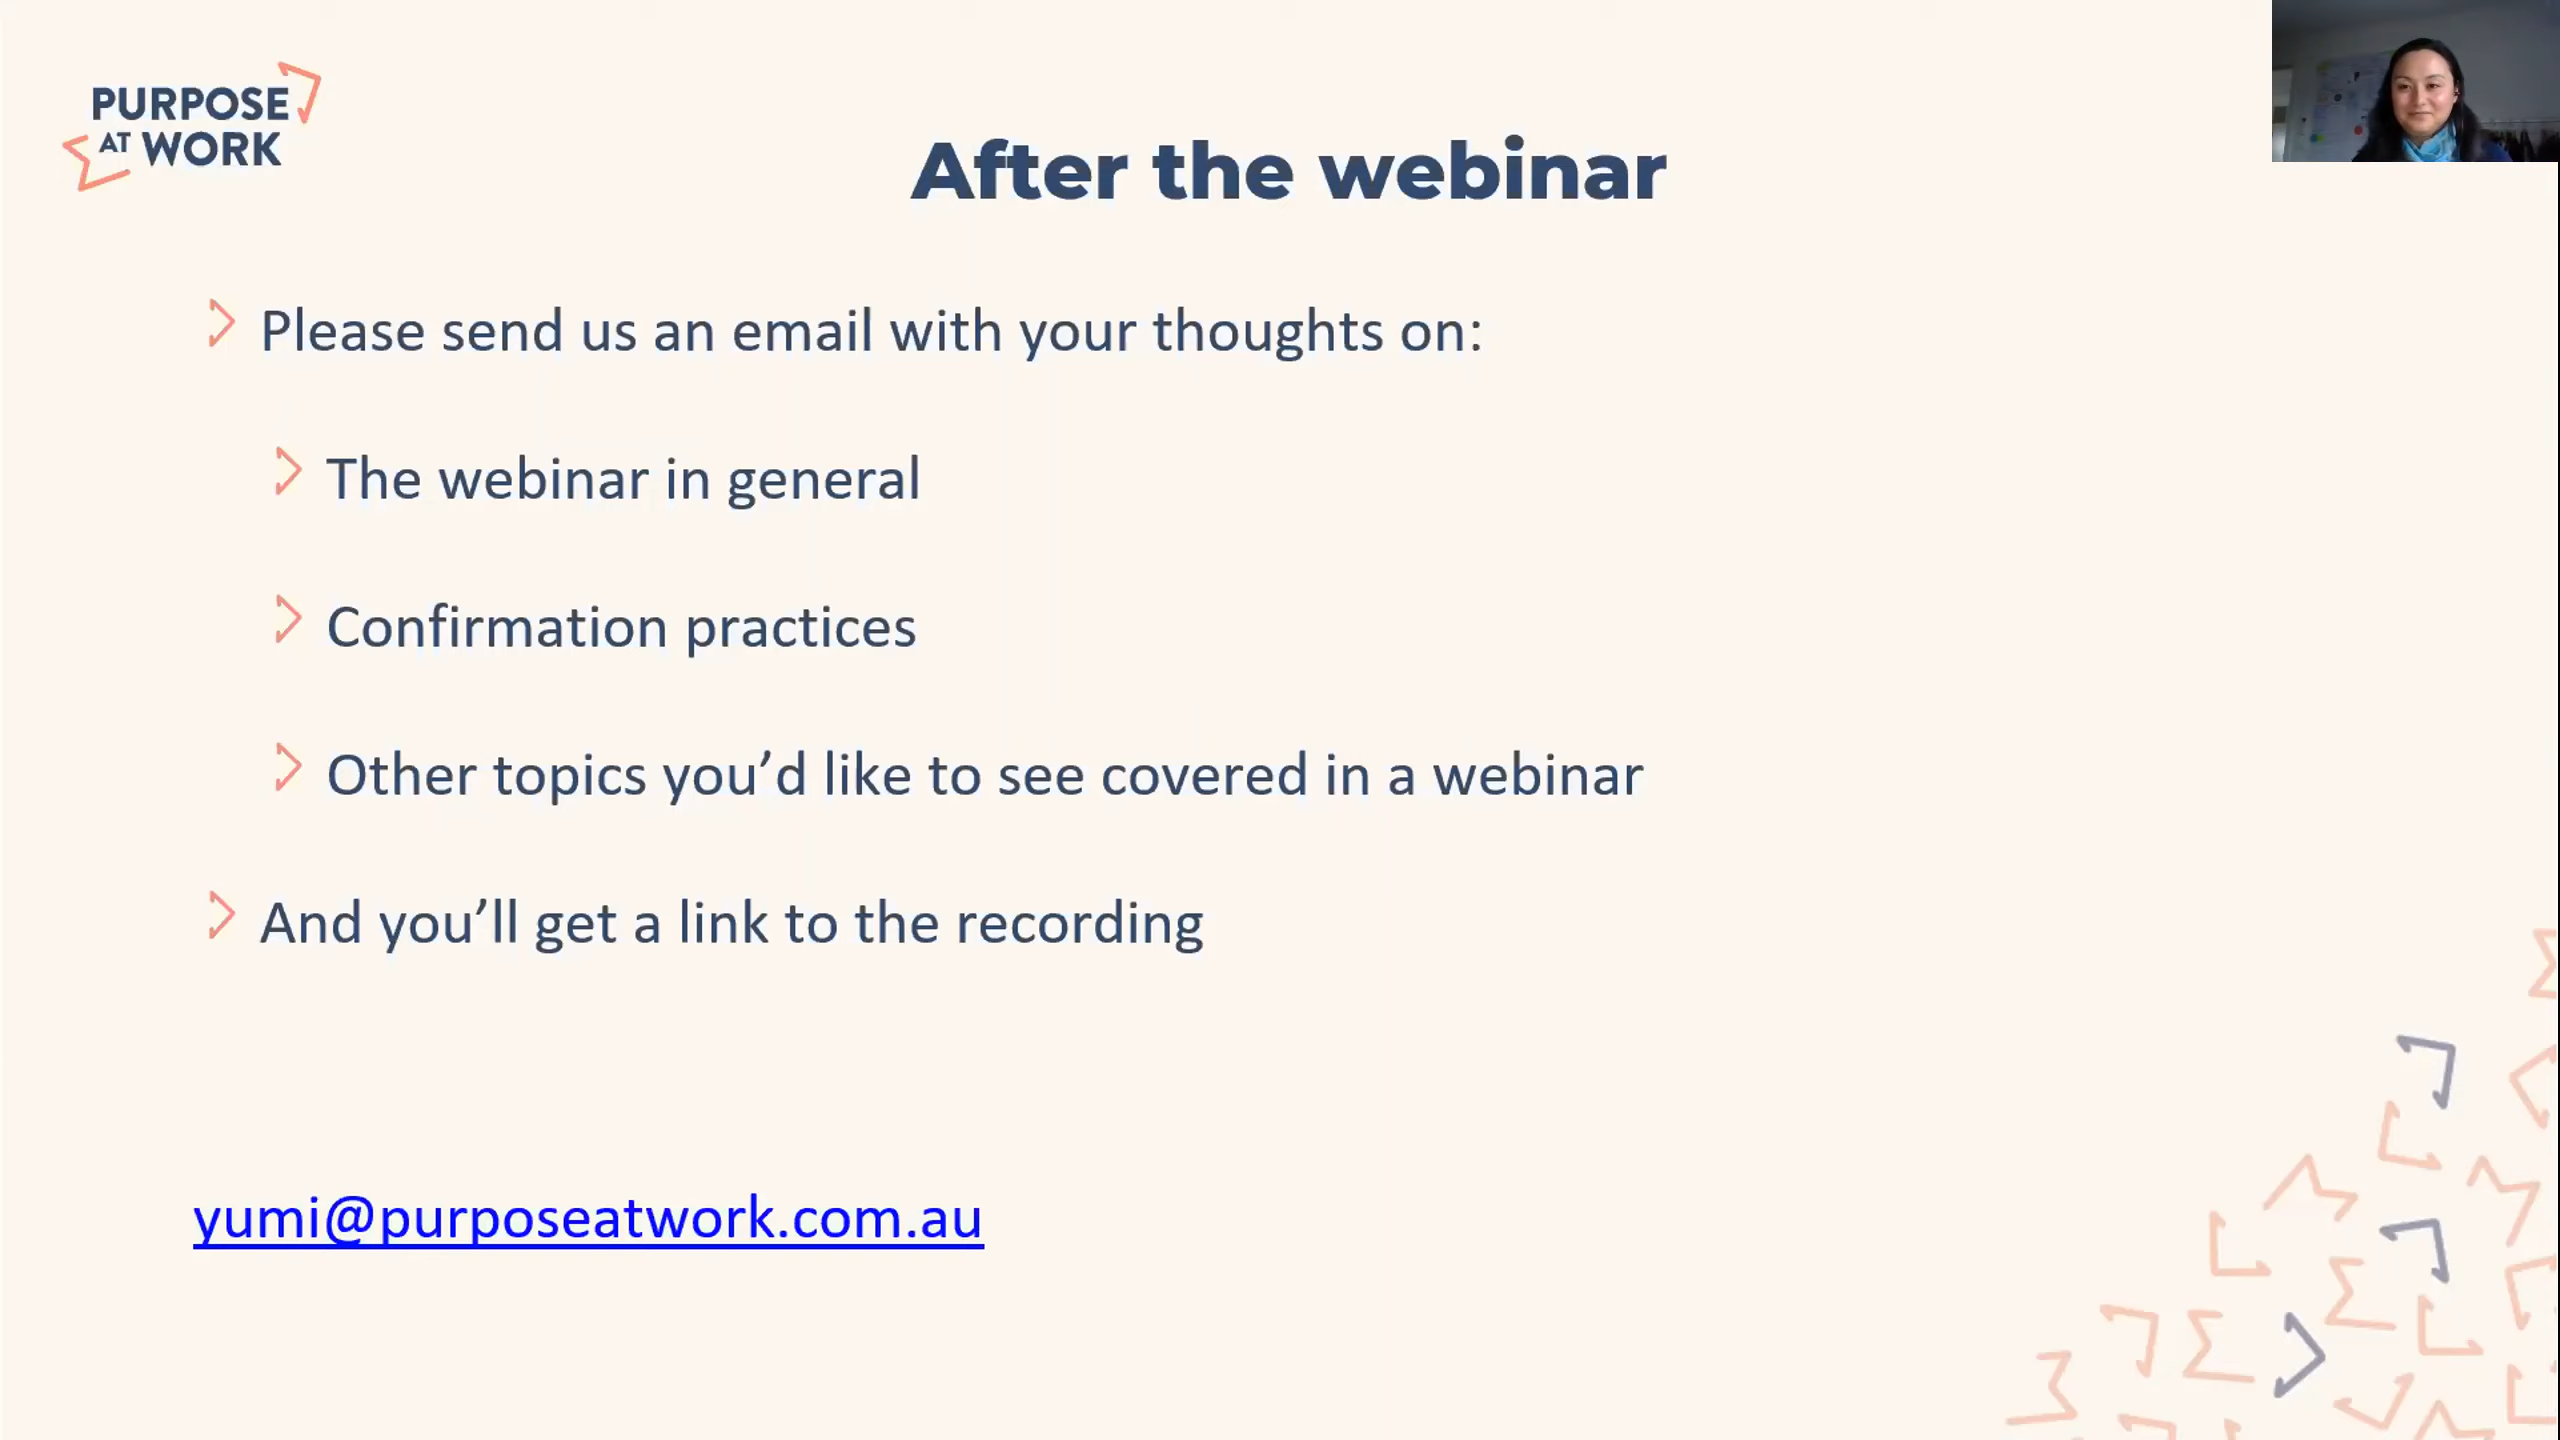 PURPOSE
AT WORK
After the webinar
Please send us an email with your thoughts on:
The webinar in general
Confirmation practices
Other topics you’d like to see covered in a webinar
And you’ll get a link to the recording
yumi@purposeatwork.com.au